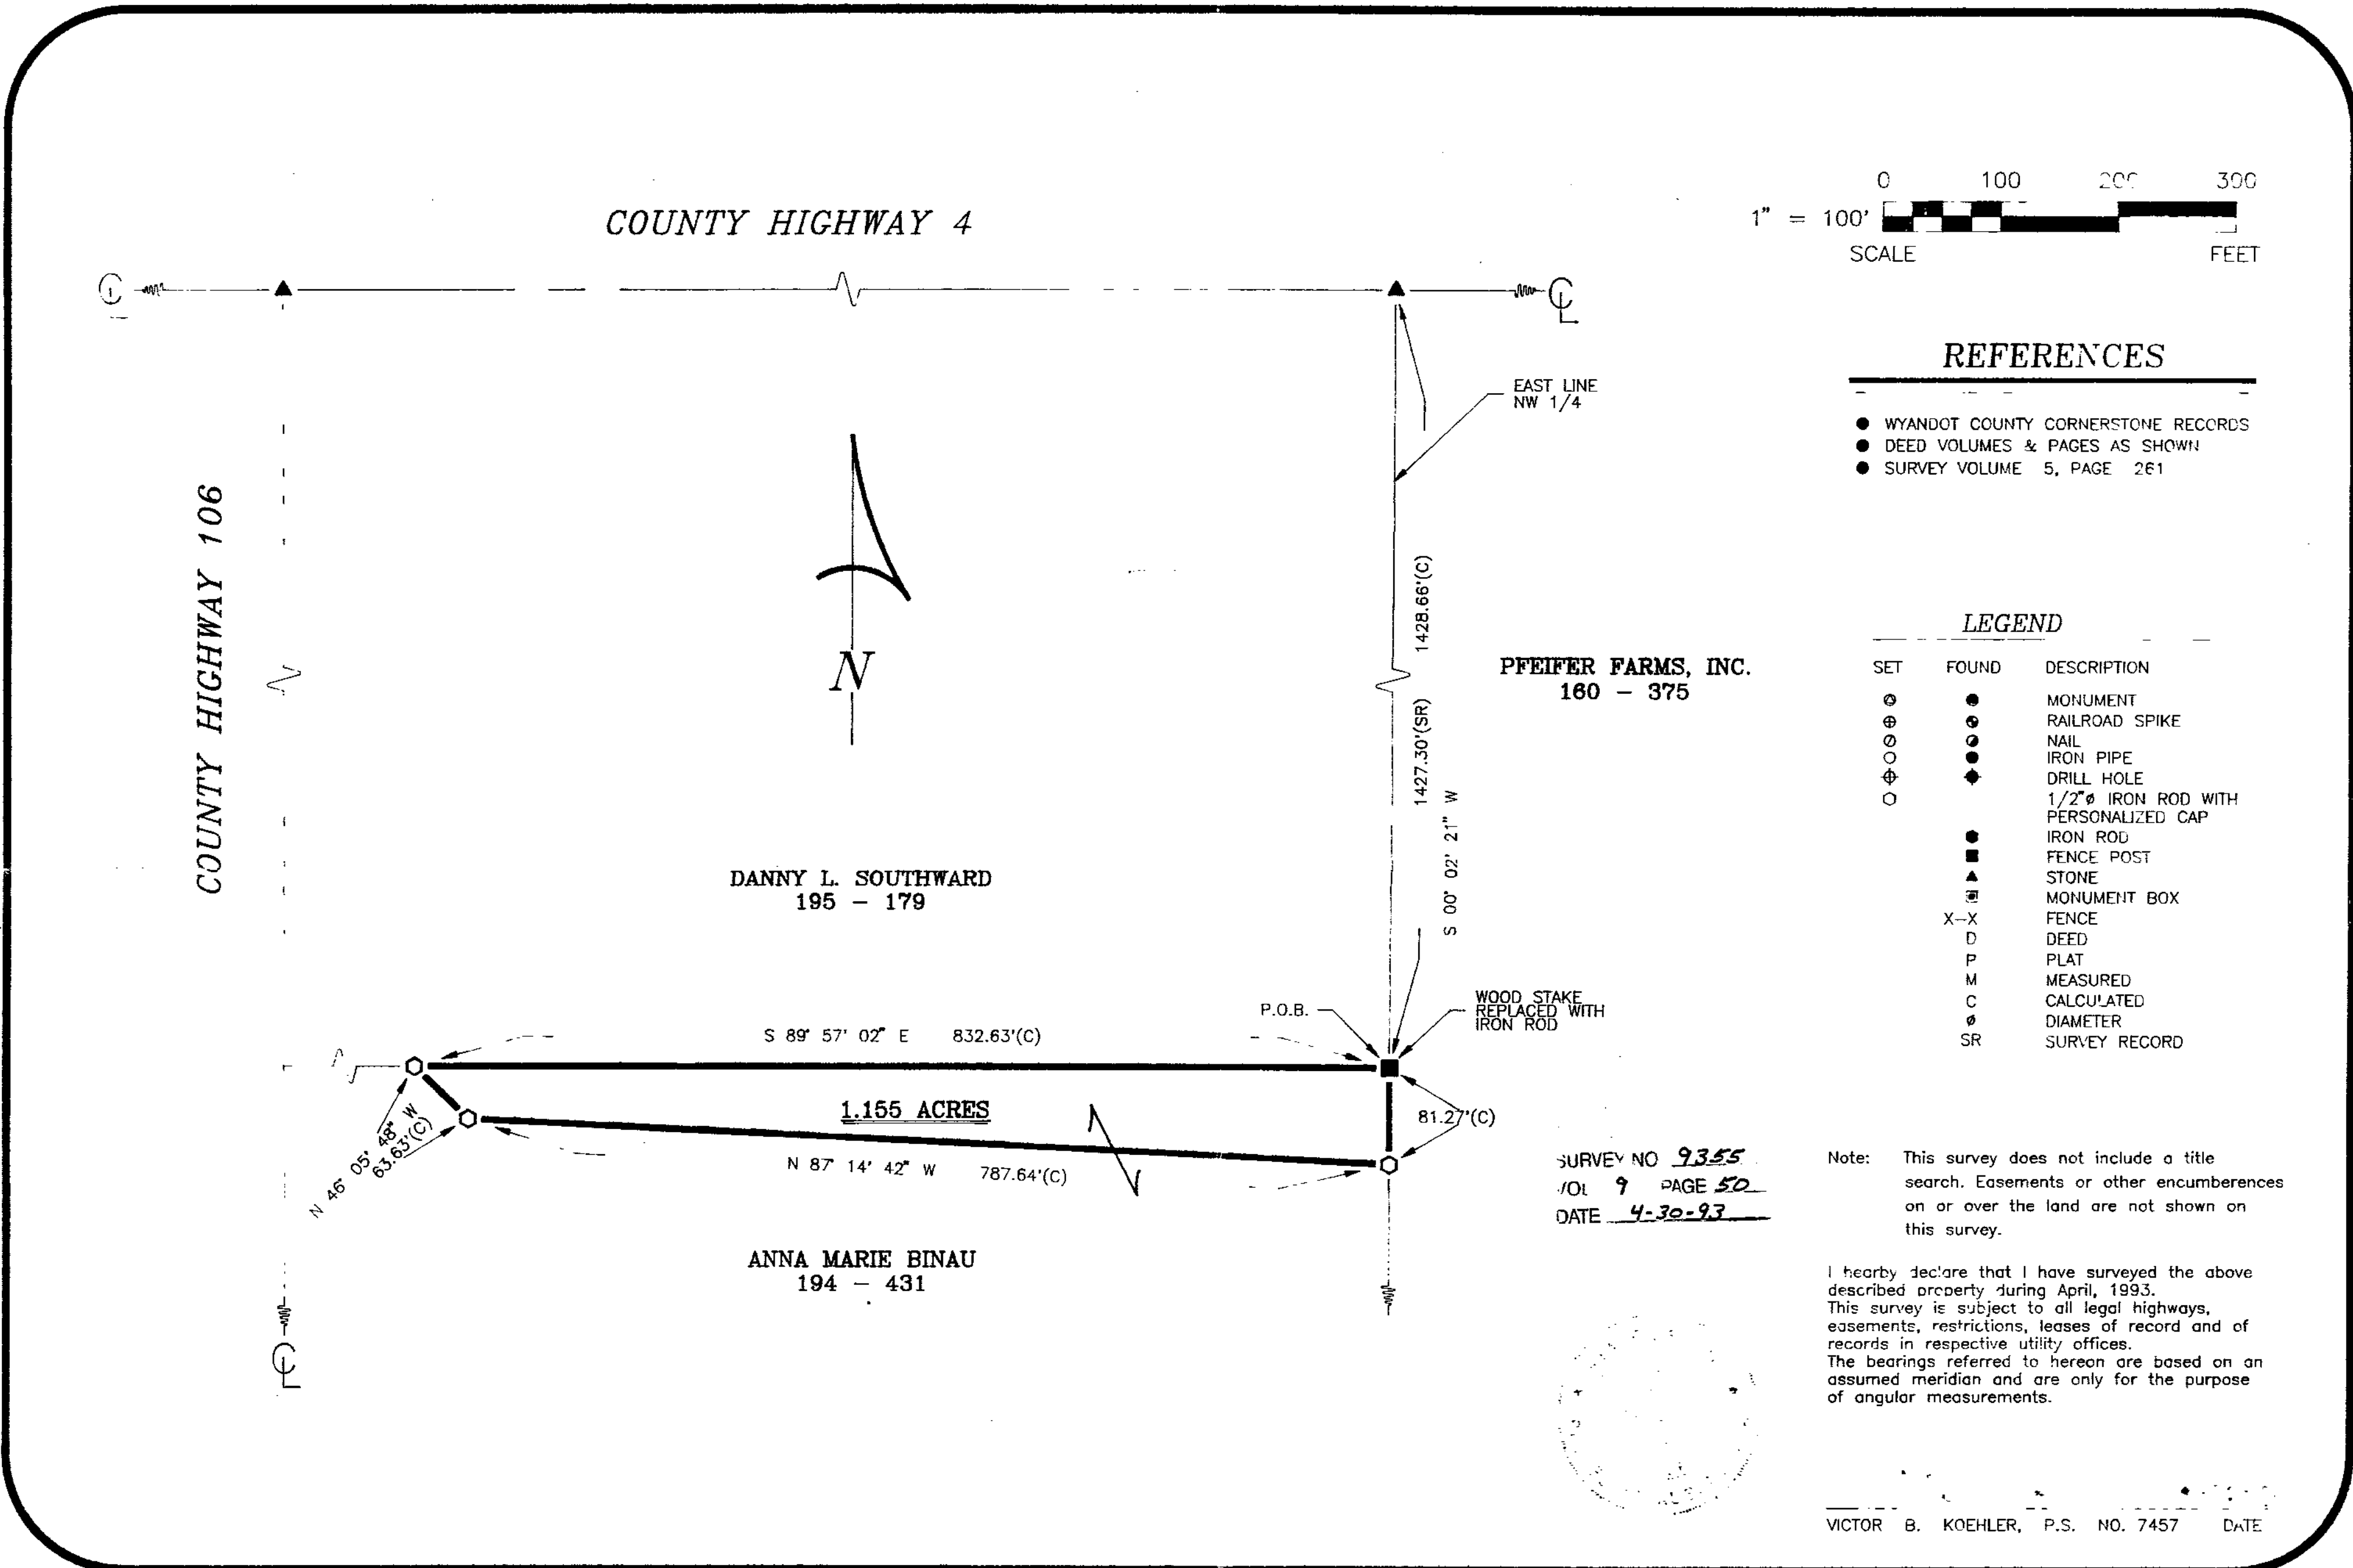 COUNTY HIGHWAY 4
0 100 200 300
1" = 100'
SCALE FEET
EAST LINE
NW 1/4
REFERENCES
● WYANDOT COUNTY CORNERSTONE RECORDS
● DEED VOLUMES & PAGES AS SHOWN
● SURVEY VOLUME 5, PAGE 261
COUNTY HIGHWAY 106
N
1428.66'(C)
1427.30'(SR)
S 00° 02' 21" W
PFEIFER FARMS, INC.
160 – 375
LEGEND
SET FOUND DESCRIPTION
MONUMENT
RAILROAD SPIKE
NAIL
IRON PIPE
DRILL HOLE
1/2"ø IRON ROD WITH
PERSONALIZED CAP
IRON ROD
FENCE POST
STONE
MONUMENT BOX
X–X FENCE
D DEED
P PLAT
M MEASURED
C CALCULATED
ø DIAMETER
SR SURVEY RECORD
DANNY L. SOUTHWARD
195 – 179
P.O.B.
WOOD STAKE
REPLACED WITH
IRON ROD
S 89° 57' 02" E 832.63'(C)
1.155 ACRES
81.27'(C)
N 46° 05' 48" W
63.63'(C)
N 87° 14' 42" W 787.64'(C)
ANNA MARIE BINAU
194 – 431
SURVEY NO 9355
VOL 9 PAGE 50
DATE 4-30-93
Note: This survey does not include a title
search. Easements or other encumberences
on or over the land are not shown on
this survey.
I hearby declare that I have surveyed the above
described property during April, 1993.
This survey is subject to all legal highways,
easements, restrictions, leases of record and of
records in respective utility offices.
The bearings referred to hereon are based on an
assumed meridian and are only for the purpose
of angular measurements.
VICTOR B. KOEHLER, P.S. NO. 7457 DATE